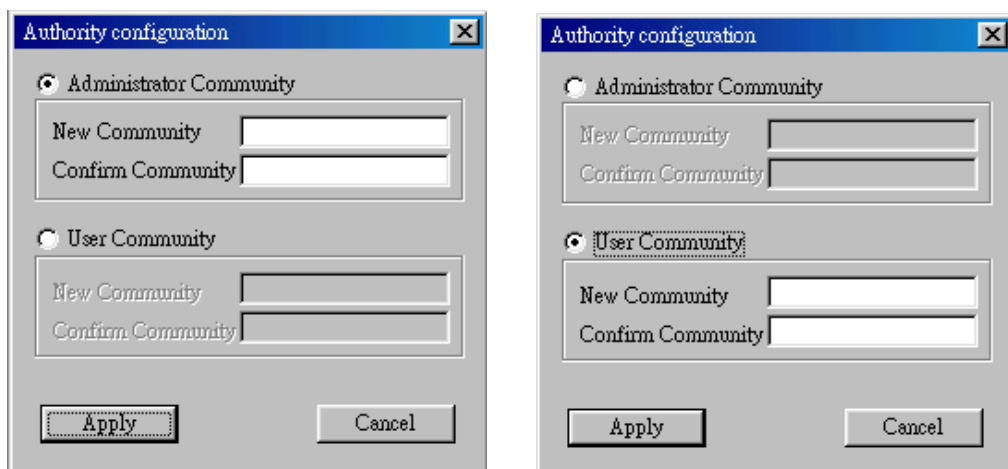 Authority configuration
Administrator Community
New Community
Confirm Community
User Community
New Community
Confirm Community
Apply Cancel
Authority configuration
Administrator Community
New Community
Confirm Community
User Community
New Community
Confirm Community
Apply Cancel